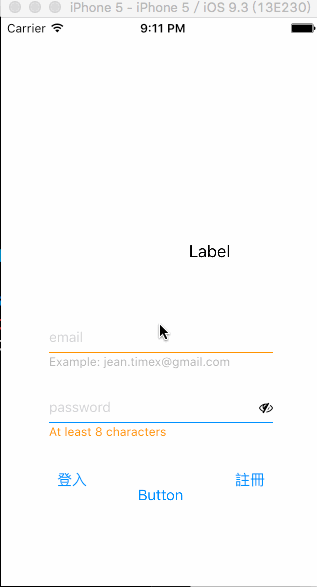 iPhone 5 - iPhone 5 / iOS 9.3 (13E230)
Carrier 9:11 PM
Label
email
Example: jean.timex@gmail.com
password
At least 8 characters
登入 註冊
Button